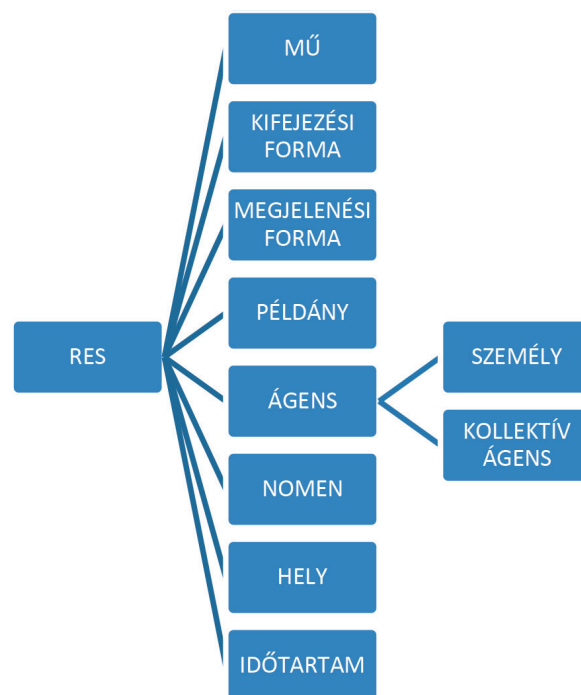 MŰ
KIFEJEZÉSI
FORMA
MEGJELENÉSI
FORMA
PÉLDÁNY
RES
SZEMÉLY
ÁGENS
KOLLEKTÍV
ÁGENS
NOMEN
HELY
IDŐTARTAM